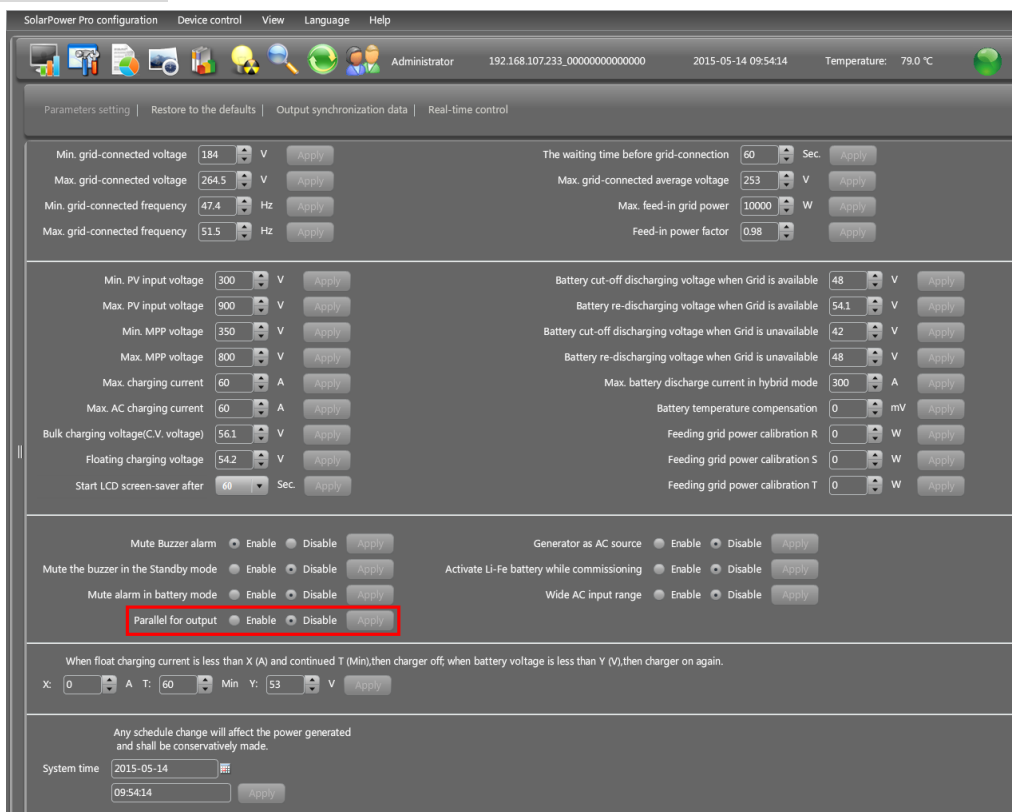 SolarPower Pro configuration Device control View Language Help
Administrator 192.168.107.233_00000000000000 2015-05-14 09:54:14 Temperature: 79.0 ℃
Parameters setting | Restore to the defaults | Output synchronization data | Real-time control
Min. grid-connected voltage 184 V Apply The waiting time before grid-connection 60 Sec. Apply
Max. grid-connected voltage 264.5 V Apply Max. grid-connected average voltage 253 V Apply
Min. grid-connected frequency 47.4 Hz Apply Max. feed-in grid power 10000 W Apply
Max. grid-connected frequency 51.5 Hz Apply Feed-in power factor 0.98 Apply
Min. PV input voltage 300 V Apply Battery cut-off discharging voltage when Grid is available 48 V Apply
Max. PV input voltage 900 V Apply Battery re-discharging voltage when Grid is available 54.1 V Apply
Min. MPP voltage 350 V Apply Battery cut-off discharging voltage when Grid is unavailable 42 V Apply
Max. MPP voltage 800 V Apply Battery re-discharging voltage when Grid is unavailable 48 V Apply
Max. charging current 60 A Apply Max. battery discharge current in hybrid mode 300 A Apply
Max. AC charging current 60 A Apply Battery temperature compensation 0 mV Apply
Bulk charging voltage(C.V. voltage) 56.1 V Apply Feeding grid power calibration R 0 W Apply
Floating charging voltage 54.2 V Apply Feeding grid power calibration S 0 W Apply
Start LCD screen-saver after 60 Sec. Apply Feeding grid power calibration T 0 W Apply
Mute Buzzer alarm Enable Disable Apply Generator as AC source Enable Disable Apply
Mute the buzzer in the Standby mode Enable Disable Apply Activate Li-Fe battery while commissioning Enable Disable Apply
Mute alarm in battery mode Enable Disable Apply Wide AC input range Enable Disable Apply
Parallel for output Enable Disable Apply
When float charging current is less than X (A) and continued T (Min),then charger off; when battery voltage is less than Y (V),then charger on again.
X: 0 A T: 60 Min Y: 53 V Apply
Any schedule change will affect the power generated
and shall be conservatively made.
System time 2015-05-14
09:54:14 Apply